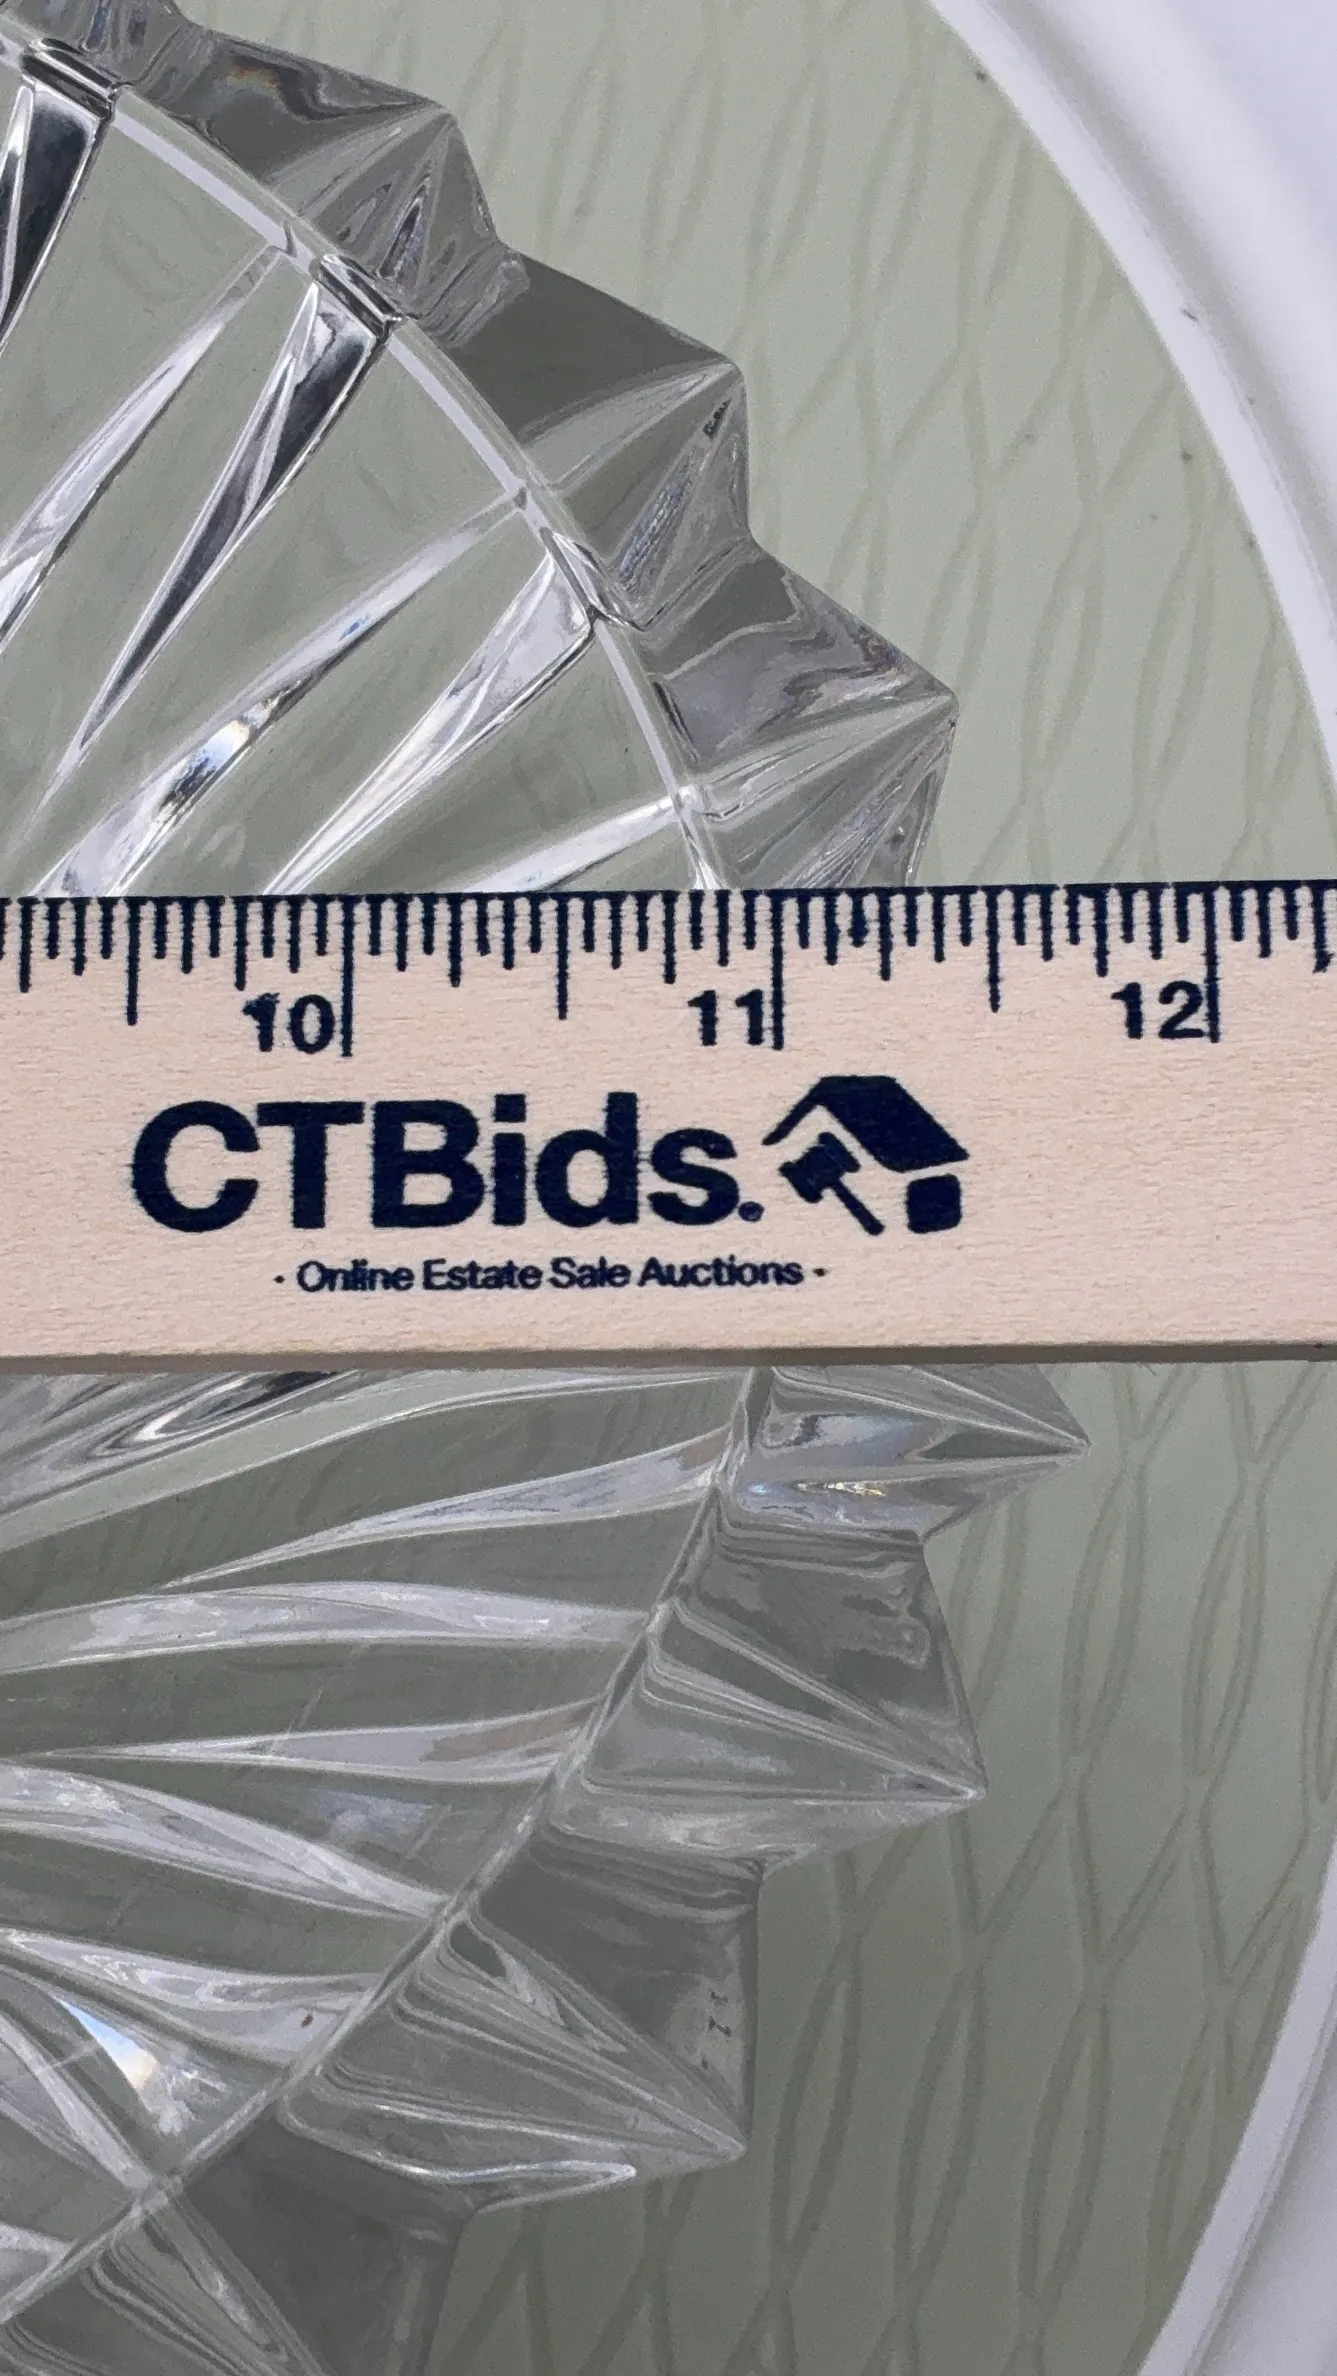 10 11 12
CTBids.
· Online Estate Sale Auctions ·